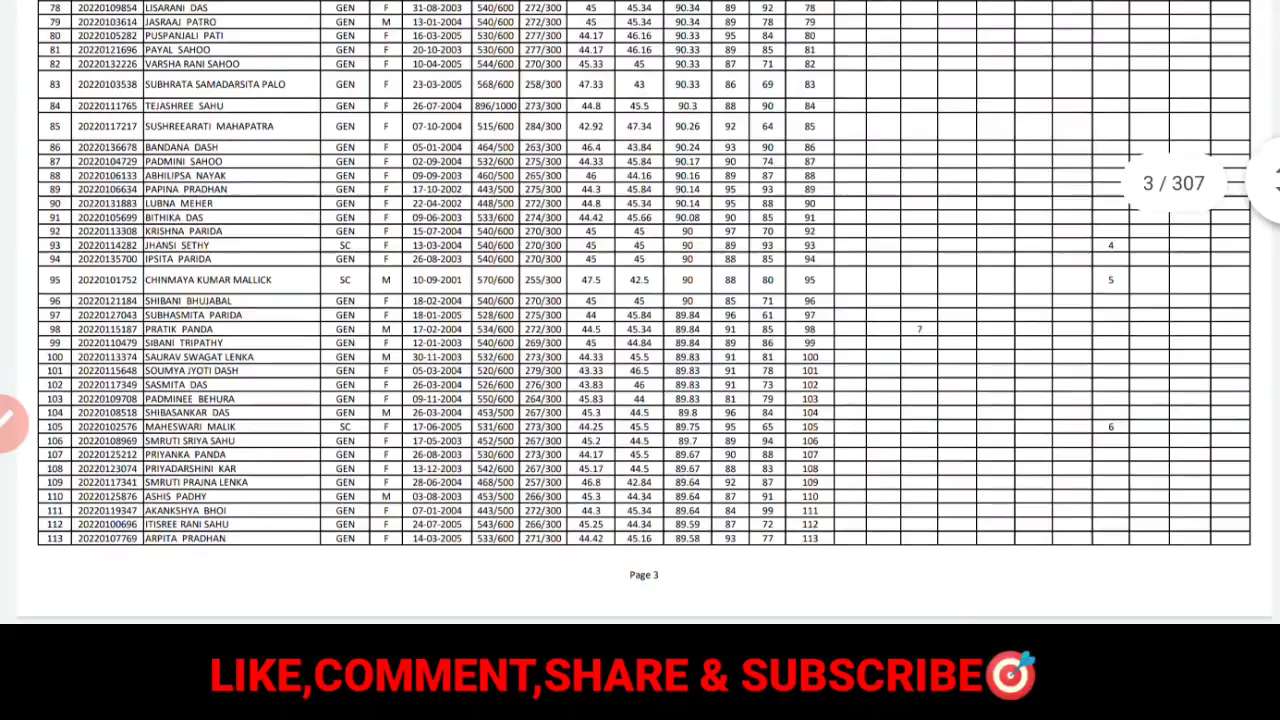 78 20220109854 LISARANI DAS GEN F 31-08-2003 540/600 272/300 45 45.34 90.34 89 92 78
79 20220103614 JASRAAJ PATRO GEN M 13-01-2004 540/600 272/300 45 45.34 90.34 89 78 79
80 20220105282 PUSPANJALI PATI GEN F 16-03-2005 530/600 277/300 44.17 46.16 90.33 95 84 80
81 20220121696 PAYAL SAHOO GEN F 20-10-2003 530/600 277/300 44.17 46.16 90.33 89 85 81
82 20220132226 VARSHA RANI SAHOO GEN F 10-04-2005 544/600 270/300 45.33 45 90.33 87 71 82
83 20220103538 SUBHRATA SAMADARSITA PALO GEN F 23-03-2005 568/600 258/300 47.33 43 90.33 86 69 83
84 20220111765 TEJASHREE SAHU GEN F 26-07-2004 896/1000 273/300 44.8 45.5 90.3 88 90 84
85 20220117217 SUSHREEARATI MAHAPATRA GEN F 07-10-2004 515/600 284/300 42.92 47.34 90.26 92 64 85
86 20220136678 BANDANA DASH GEN F 05-01-2004 464/500 263/300 46.4 43.84 90.24 93 90 86
87 20220104729 PADMINI SAHOO GEN F 02-09-2004 532/600 275/300 44.33 45.84 90.17 90 74 87
88 20220106133 ABHILIPSA NAYAK GEN F 09-09-2003 460/500 265/300 46 44.16 90.16 89 87 88
89 20220106634 PAPINA PRADHAN GEN F 17-10-2002 443/500 275/300 44.3 45.84 90.14 95 93 89
90 20220131883 LUBNA MEHER GEN F 22-04-2002 448/500 272/300 44.8 45.34 90.14 95 88 90
91 20220105699 BITHIKA DAS GEN F 09-06-2003 533/600 274/300 44.42 45.66 90.08 90 85 91
92 20220113308 KRISHNA PARIDA GEN F 15-07-2004 540/600 270/300 45 45 90 97 70 92
93 20220114282 JHANSI SETHY SC F 13-03-2004 540/600 270/300 45 45 90 89 93 93 4
94 20220135700 IPSITA PARIDA GEN F 26-08-2003 540/600 270/300 45 45 90 88 85 94
95 20220101752 CHINMAYA KUMAR MALLICK SC M 10-09-2001 570/600 255/300 47.5 42.5 90 88 80 95 5
96 20220121184 SHIBANI BHUJABAL GEN F 18-02-2004 540/600 270/300 45 45 90 85 71 96
97 20220127043 SUBHASMITA PARIDA GEN F 18-01-2005 528/600 275/300 44 45.84 89.84 96 61 97
98 20220115187 PRATIK PANDA GEN M 17-02-2004 534/600 272/300 44.5 45.34 89.84 91 85 98 7
99 20220110479 SIBANI TRIPATHY GEN F 12-01-2003 540/600 269/300 45 44.84 89.84 89 86 99
100 20220113374 SAURAV SWAGAT LENKA GEN M 30-11-2003 532/600 273/300 44.33 45.5 89.83 91 81 100
101 20220115648 SOUMYA JYOTI DASH GEN F 05-03-2004 520/600 279/300 43.33 46.5 89.83 91 78 101
102 20220117349 SASMITA DAS GEN F 26-03-2004 526/600 276/300 43.83 46 89.83 91 73 102
103 20220109708 PADMINEE BEHURA GEN F 09-11-2004 550/600 264/300 45.83 44 89.83 81 79 103
104 20220108518 SHIBASANKAR DAS GEN M 26-03-2004 453/500 267/300 45.3 44.5 89.8 96 84 104
105 20220102576 MAHESWARI MALIK SC F 17-06-2005 531/600 273/300 44.25 45.5 89.75 95 65 105 6
106 20220108969 SMRUTI SRIYA SAHU GEN F 17-05-2003 452/500 267/300 45.2 44.5 89.7 89 94 106
107 20220125212 PRIYANKA PANDA GEN F 26-08-2003 530/600 273/300 44.17 45.5 89.67 90 88 107
108 20220123074 PRIYADARSHINI KAR GEN F 13-12-2003 542/600 267/300 45.17 44.5 89.67 88 83 108
109 20220117341 SMRUTI PRAJNA LENKA GEN F 28-06-2004 468/500 257/300 46.8 42.84 89.64 92 87 109
110 20220125876 ASHIS PADHY GEN M 03-08-2003 453/500 266/300 45.3 44.34 89.64 87 91 110
111 20220119347 AKANKSHYA BHOI GEN F 07-01-2004 443/500 272/300 44.3 45.34 89.64 84 99 111
112 20220100696 ITISREE RANI SAHU GEN F 24-07-2005 543/600 266/300 45.25 44.34 89.59 87 72 112
113 20220107769 ARPITA PRADHAN GEN F 14-03-2005 533/600 271/300 44.42 45.16 89.58 93 77 113
3 / 307
Page 3
LIKE,COMMENT,SHARE & SUBSCRIBE🎯